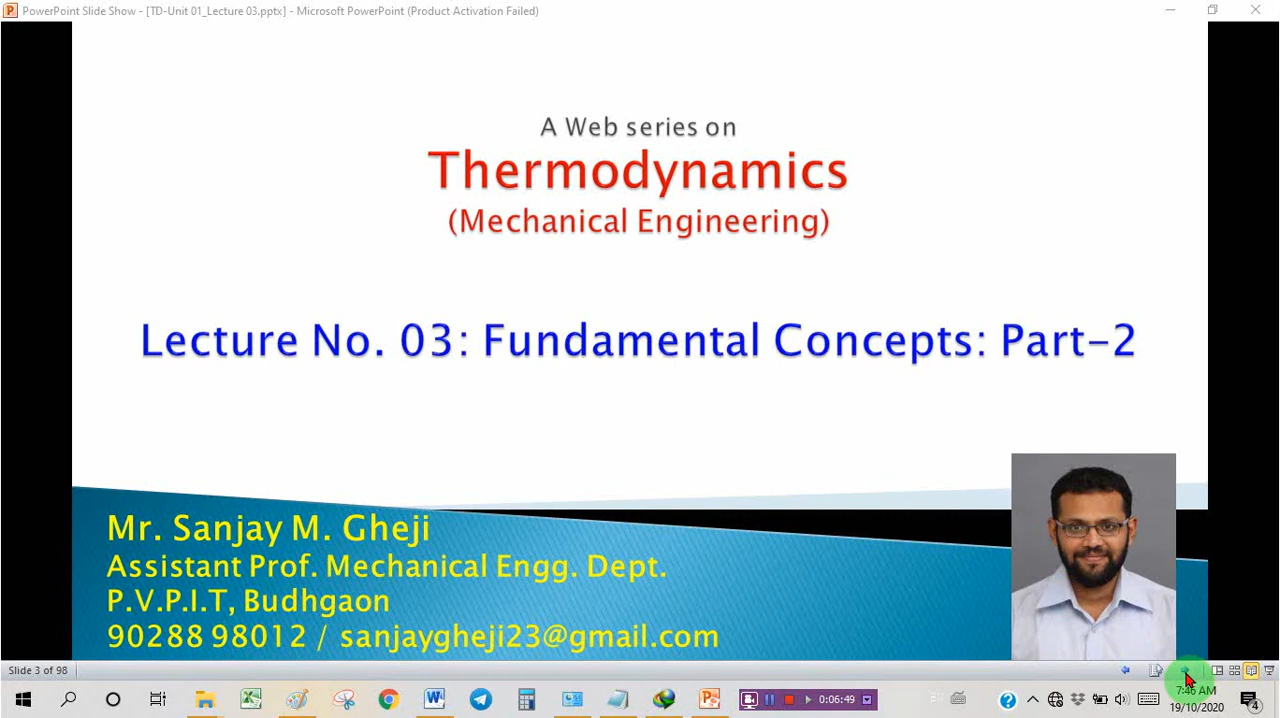 PowerPoint Slide Show - [TD-Unit 01_Lecture 03.pptx] - Microsoft PowerPoint (Product Activation Failed)
A Web series on
Thermodynamics
(Mechanical Engineering)
Lecture No. 03: Fundamental Concepts: Part-2
Mr. Sanjay M. Gheji
Assistant Prof. Mechanical Engg. Dept.
P.V.P.I.T, Budhgaon
90288 98012 / sanjaygheji23@gmail.com
Slide 3 of 98
0:06:49
7:46 AM
19/10/2020
4